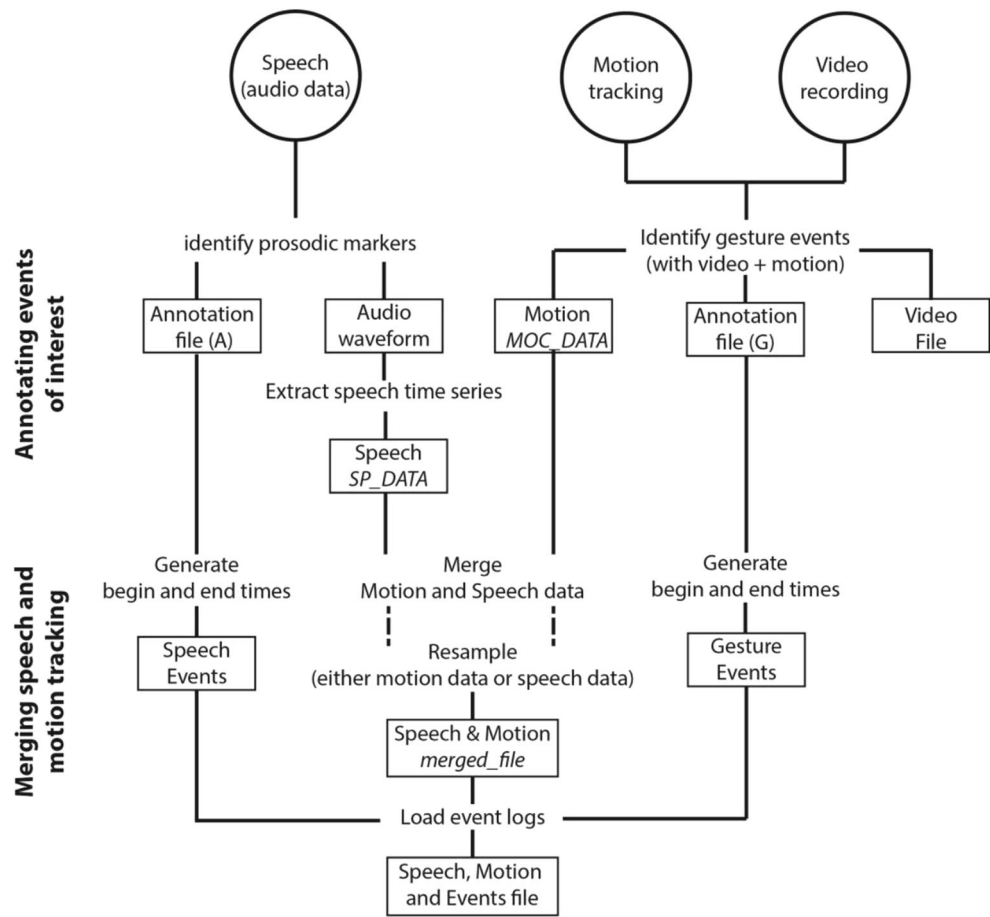 Speech
(audio data)
Motion
tracking
Video
recording
Annotating events
of interest
identify prosodic markers
Identify gesture events
(with video + motion)
Annotation
file (A)
Audio
waveform
Motion
MOC_DATA
Annotation
file (G)
Video
File
Extract speech time series
Speech
SP_DATA
Merging speech and
motion tracking
Generate
begin and end times
Merge
Motion and Speech data
Generate
begin and end times
Speech
Events
Resample
(either motion data or speech data)
Gesture
Events
Speech & Motion
merged_file
Load event logs
Speech, Motion
and Events file